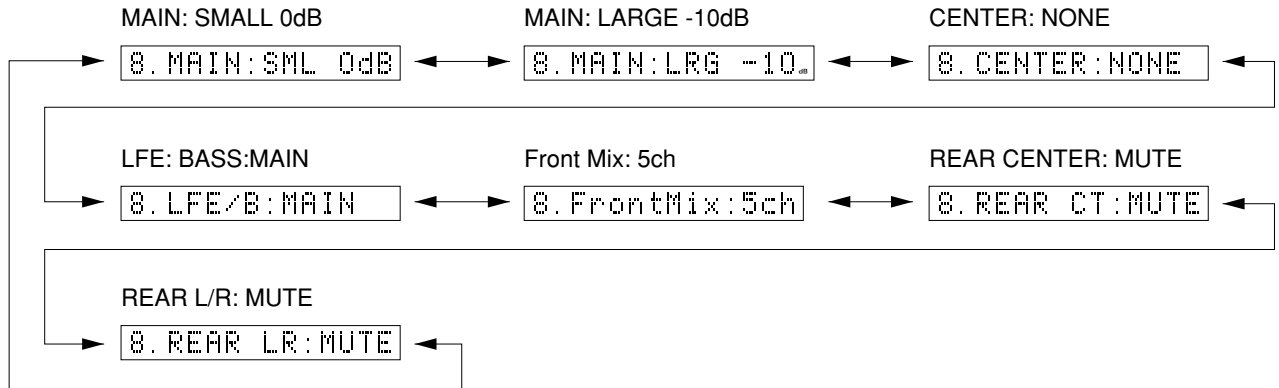 MAIN: SMALL 0dB
8.MAIN:SML 0dB
MAIN: LARGE -10dB
8.MAIN:LRG -10dB
CENTER: NONE
8.CENTER:NONE
LFE: BASS:MAIN
8.LFE/B:MAIN
Front Mix: 5ch
8.FrontMix:5ch
REAR CENTER: MUTE
8.REAR CT:MUTE
REAR L/R: MUTE
8.REAR LR:MUTE